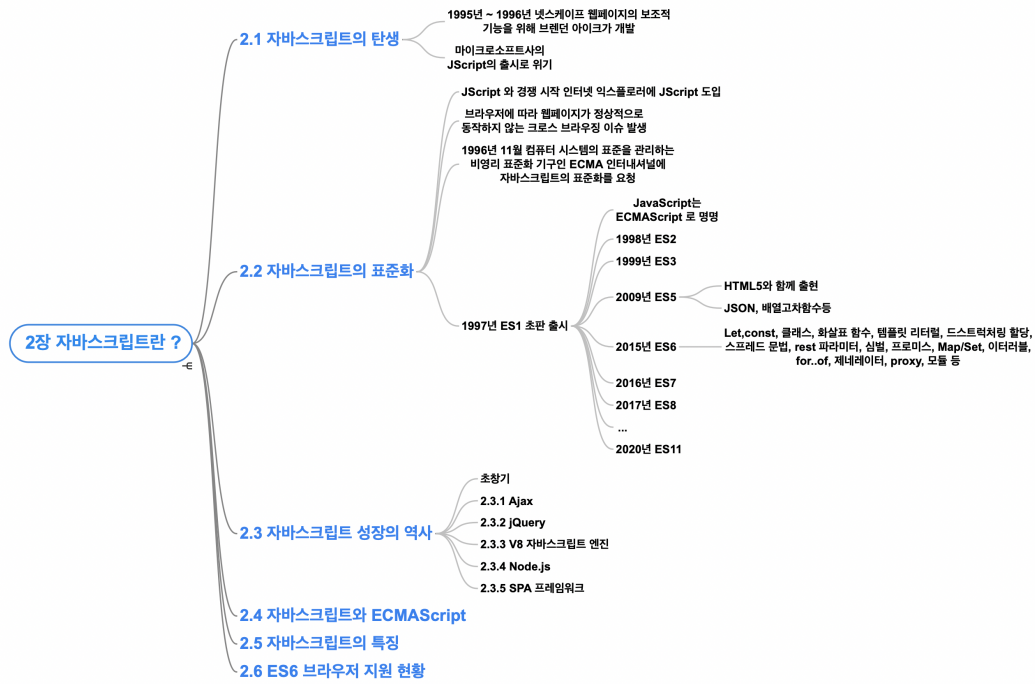 2장 자바스크립트란 ?
2.1 자바스크립트의 탄생
1995년 ~ 1996년 넷스케이프 웹페이지의 보조적
기능을 위해 브렌던 아이크가 개발
마이크로소프트사의
JScript의 출시로 위기
2.2 자바스크립트의 표준화
JScript 와 경쟁 시작 인터넷 익스플로러에 JScript 도입
브라우저에 따라 웹페이지가 정상적으로
동작하지 않는 크로스 브라우징 이슈 발생
1996년 11월 컴퓨터 시스템의 표준을 관리하는
비영리 표준화 기구인 ECMA 인터내셔널에
자바스크립트의 표준화를 요청
1997년 ES1 초판 출시
JavaScript는
ECMAScript 로 명명
1998년 ES2
1999년 ES3
2009년 ES5
HTML5와 함께 출현
JSON, 배열고차함수등
2015년 ES6
Let,const, 클래스, 화살표 함수, 템플릿 리터럴, 드스트럭처링 할당,
스프레드 문법, rest 파라미터, 심벌, 프로미스, Map/Set, 이터러블,
for..of, 제네레이터, proxy, 모듈 등
2016년 ES7
2017년 ES8
...
2020년 ES11
2.3 자바스크립트 성장의 역사
초창기
2.3.1 Ajax
2.3.2 jQuery
2.3.3 V8 자바스크립트 엔진
2.3.4 Node.js
2.3.5 SPA 프레임워크
2.4 자바스크립트와 ECMAScript
2.5 자바스크립트의 특징
2.6 ES6 브라우저 지원 현황